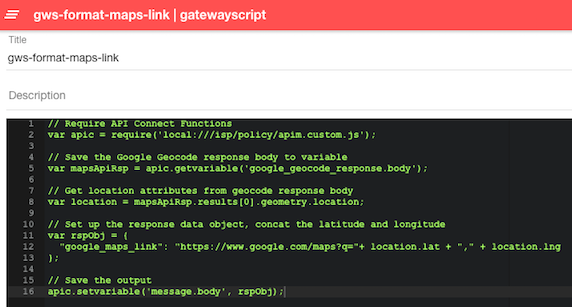 gws-format-maps-link | gatewayscript
Title
gws-format-maps-link
Description
1 // Require API Connect Functions
2 var apic = require('local:///isp/policy/apim.custom.js');
3
4 // Save the Google Geocode response body to variable
5 var mapsApiRsp = apic.getvariable('google_geocode_response.body');
6
7 // Get location attributes from geocode response body
8 var location = mapsApiRsp.results[0].geometry.location;
9
10 // Set up the response data object, concat the latitude and longitude
11 var rspObj = {
12 "google_maps_link": "https://www.google.com/maps?q="+ location.lat + "," + location.lng
13 };
14
15 // Save the output
16 apic.setvariable('message.body', rspObj);